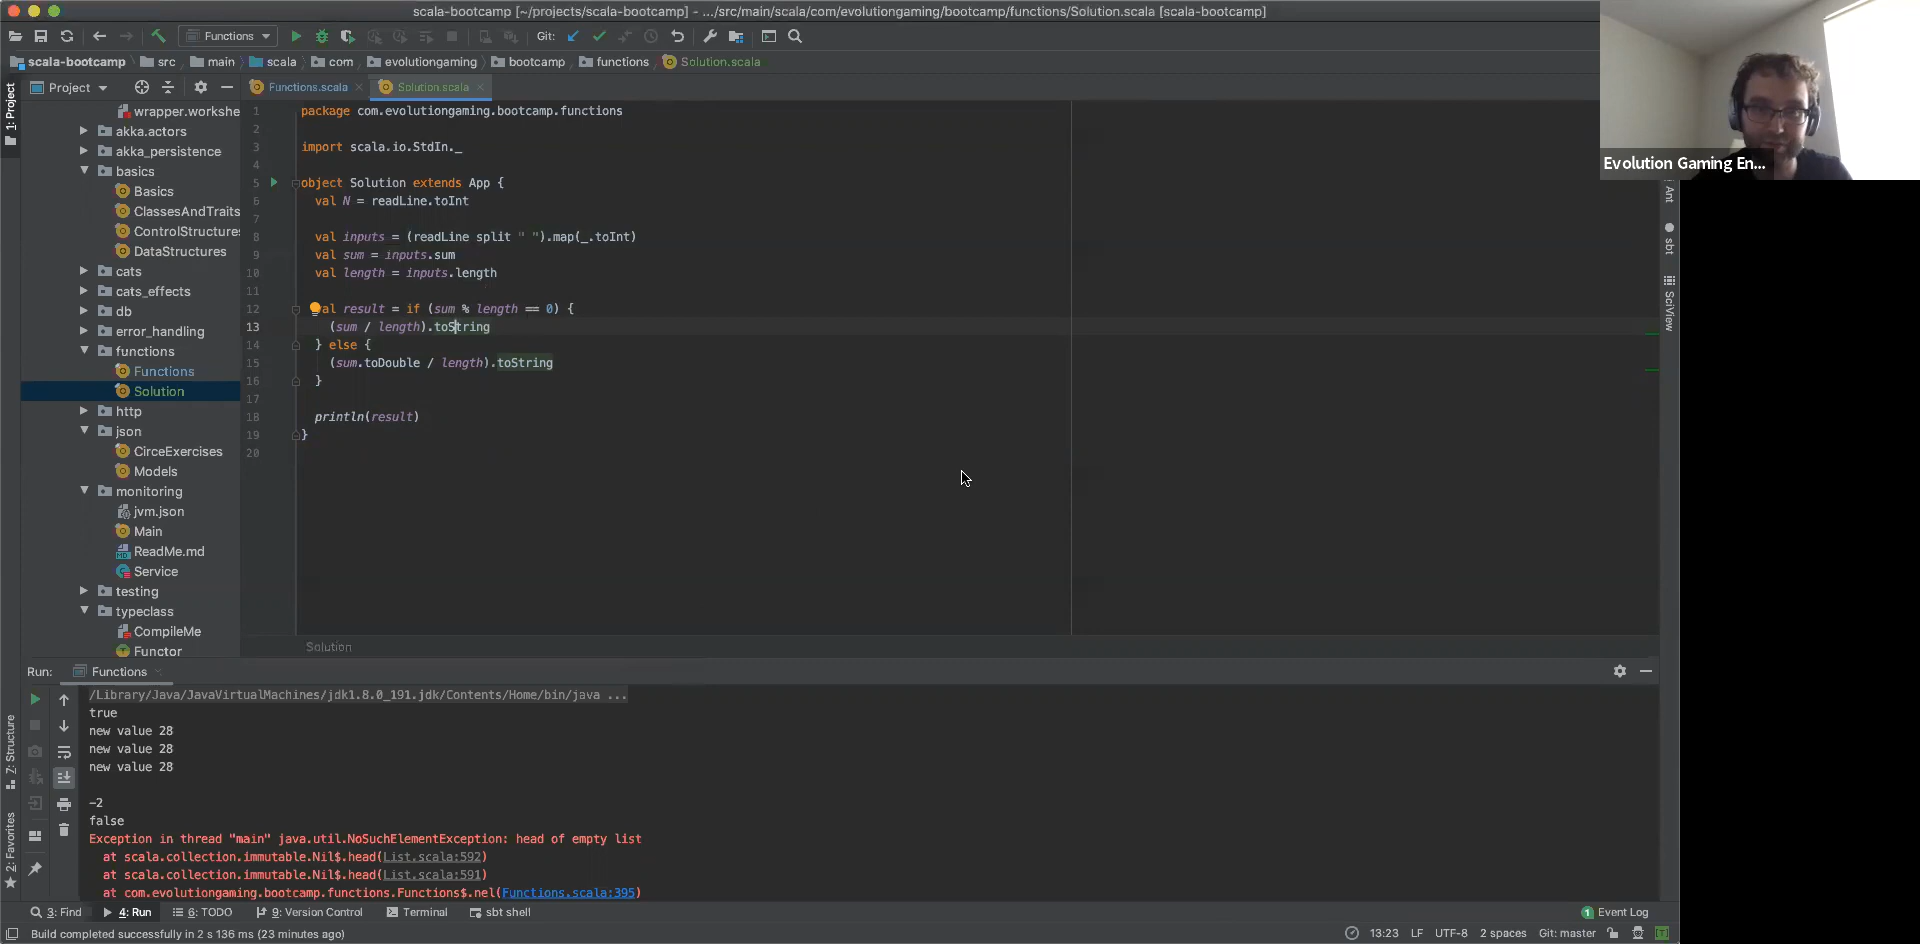 scala-bootcamp [~/projects/scala-bootcamp] - .../src/main/scala/com/evolutiongaming/bootcamp/functions/Solution.scala [scala-bootcamp]
Functions
Git:
scala-bootcamp
src
main
scala
com
evolutiongaming
bootcamp
functions
Solution.scala
Evolution Gaming En...
1: Project
Project
Functions.scala
Solution.scala
wrapper.workshe
akka.actors
akka_persistence
basics
Basics
ClassesAndTraits
ControlStructures
DataStructures
cats
cats_effects
db
error_handling
functions
Functions
Solution
http
json
CirceExercises
Models
monitoring
jvm.json
Main
ReadMe.md
Service
testing
typeclass
CompileMe
Functor
1 package com.evolutiongaming.bootcamp.functions
2
3 import scala.io.StdIn._
4
5 object Solution extends App {
6 val N = readLine.toInt
7
8 val inputs = (readLine split " ").map(_.toInt)
9 val sum = inputs.sum
10 val length = inputs.length
11
12 al result = if (sum % length == 0) {
13 (sum / length).toString
14 } else {
15 (sum.toDouble / length).toString
16 }
17
18 println(result)
19 }
20
Solution
Ant
sbt
SciView
Run:
Functions
/Library/Java/JavaVirtualMachines/jdk1.8.0_191.jdk/Contents/Home/bin/java ...
true
new value 28
new value 28
new value 28
-2
false
Exception in thread "main" java.util.NoSuchElementException: head of empty list
at scala.collection.immutable.Nil$.head(List.scala:592)
at scala.collection.immutable.Nil$.head(List.scala:591)
at com.evolutiongaming.bootcamp.functions.Functions$.nel(Functions.scala:395)
Z: Structure
2: Favorites
3: Find
4: Run
6: TODO
9: Version Control
Terminal
sbt shell
1 Event Log
Build completed successfully in 2 s 136 ms (23 minutes ago)
13:23
LF
UTF-8
2 spaces
Git: master